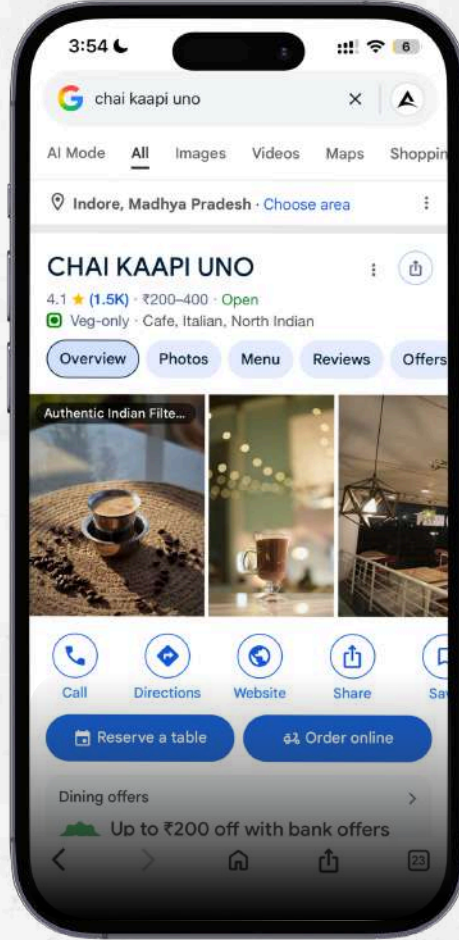 3:54
6
chai kaapi uno
AI Mode All Images Videos Maps Shoppin
Indore, Madhya Pradesh · Choose area
CHAI KAAPI UNO
4.1 ★ (1.5K) · ₹200–400 · Open
Veg-only · Cafe, Italian, North Indian
Overview Photos Menu Reviews Offers
Authentic Indian Filte...
Call Directions Website Share Sav
Reserve a table Order online
Dining offers
Up to ₹200 off with bank offers
23